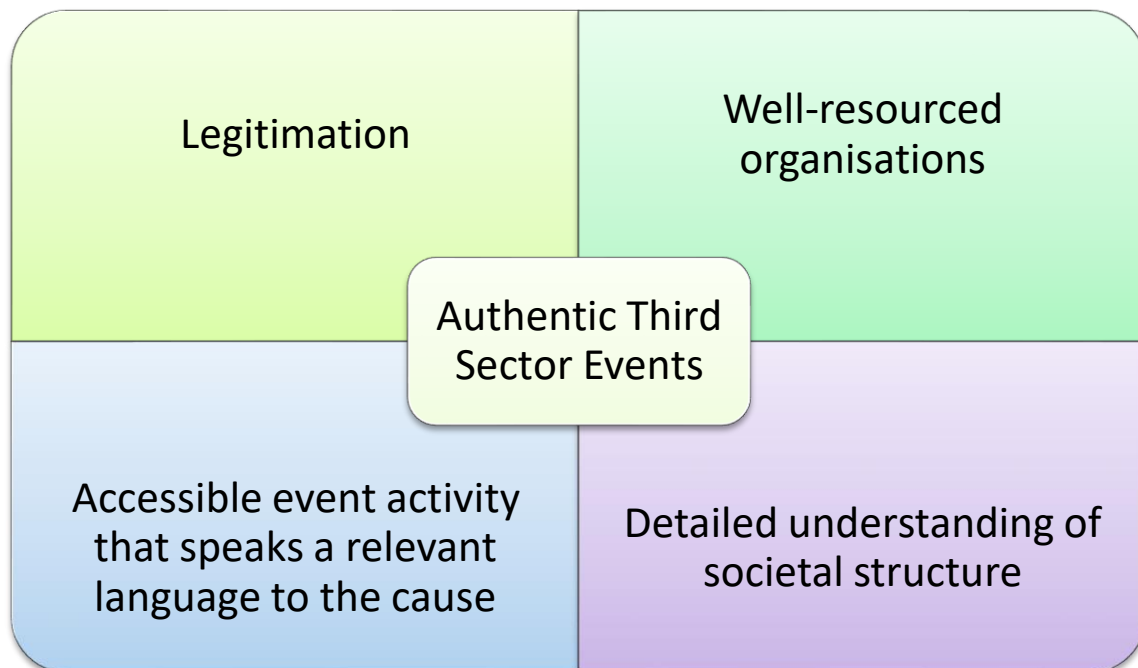 Legitimation
Well-resourced
organisations
Authentic Third
Sector Events
Accessible event activity
that speaks a relevant
language to the cause
Detailed understanding of
societal structure